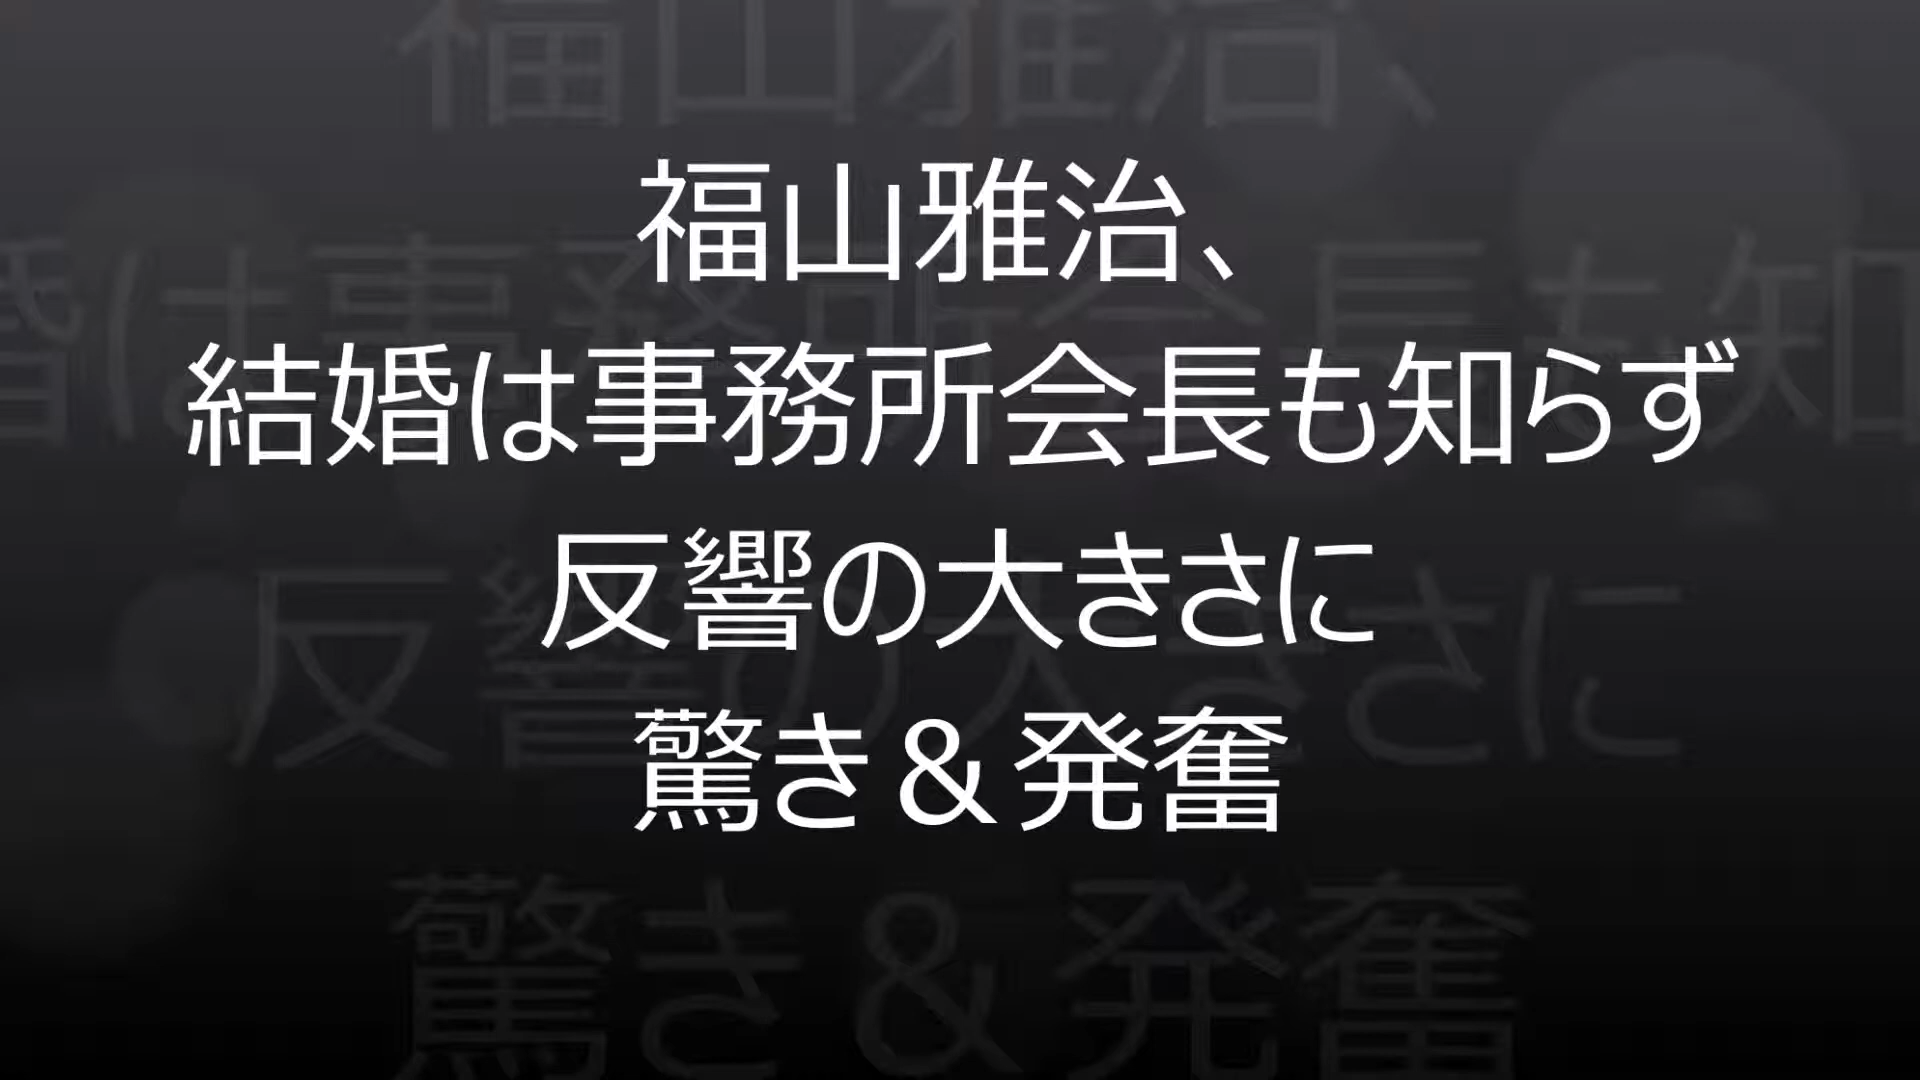 福山雅治、
結婚は事務所会長も知らず
反響の大きさに
驚き＆発奮